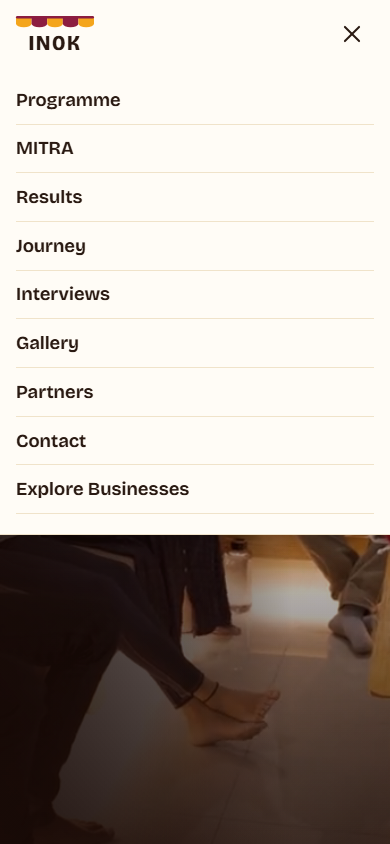 INOK
Programme
MITRA
Results
Journey
Interviews
Gallery
Partners
Contact
Explore Businesses